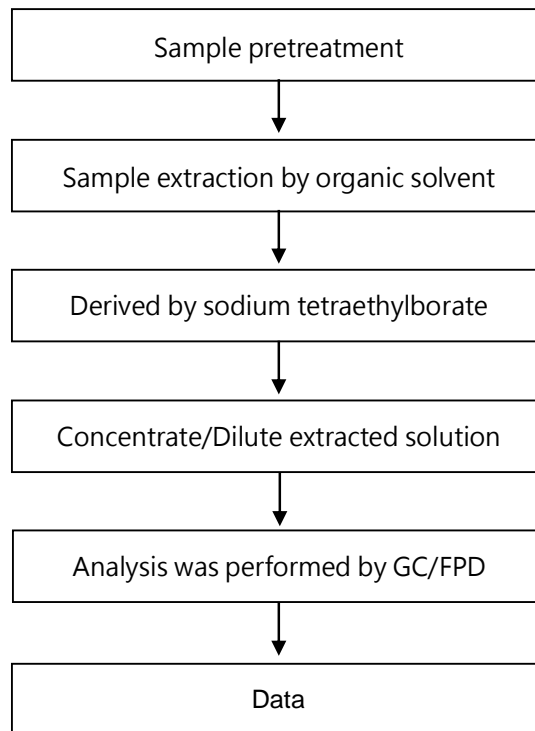 Sample pretreatment
Sample extraction by organic solvent
Derived by sodium tetraethylborate
Concentrate/Dilute extracted solution
Analysis was performed by GC/FPD
Data